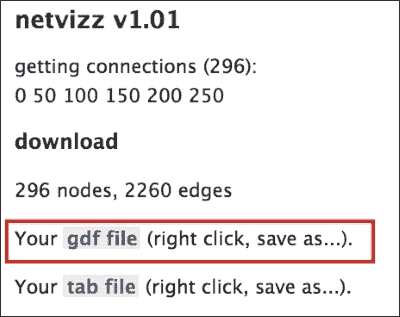 netvizz v1.01
getting connections (296):
0 50 100 150 200 250
download
296 nodes, 2260 edges
Your gdf file (right click, save as...).
Your tab file (right click, save as...).